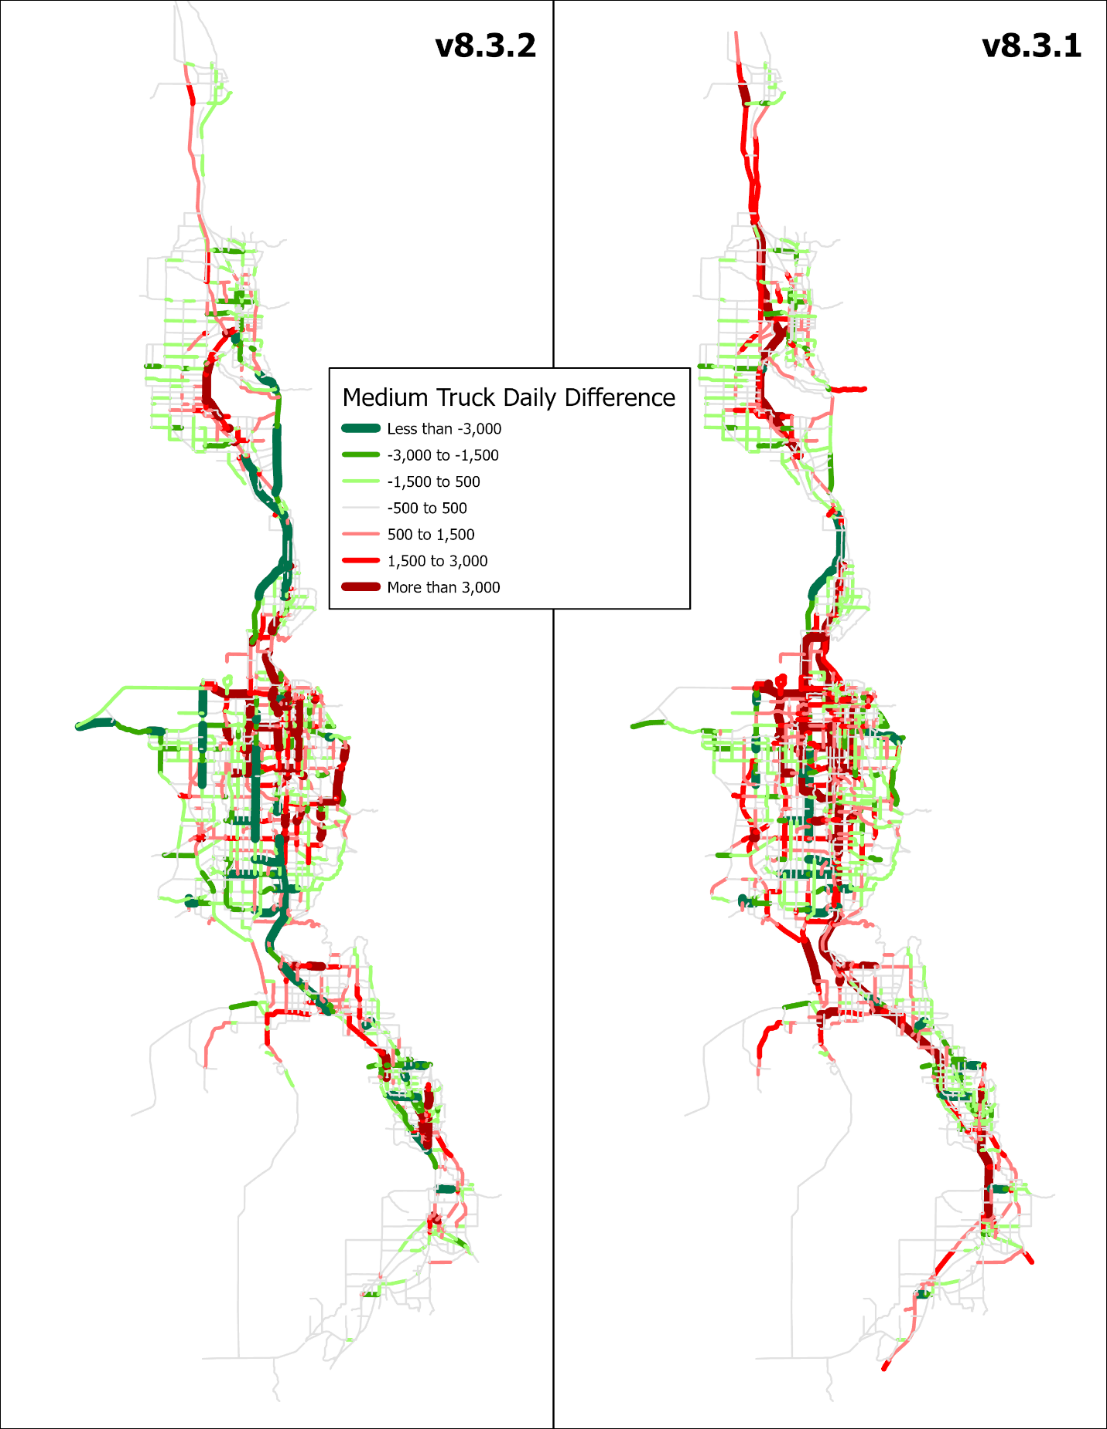 v8.3.2
v8.3.1
Medium Truck Daily Difference
Less than -3,000
-3,000 to -1,500
-1,500 to 500
-500 to 500
500 to 1,500
1,500 to 3,000
More than 3,000